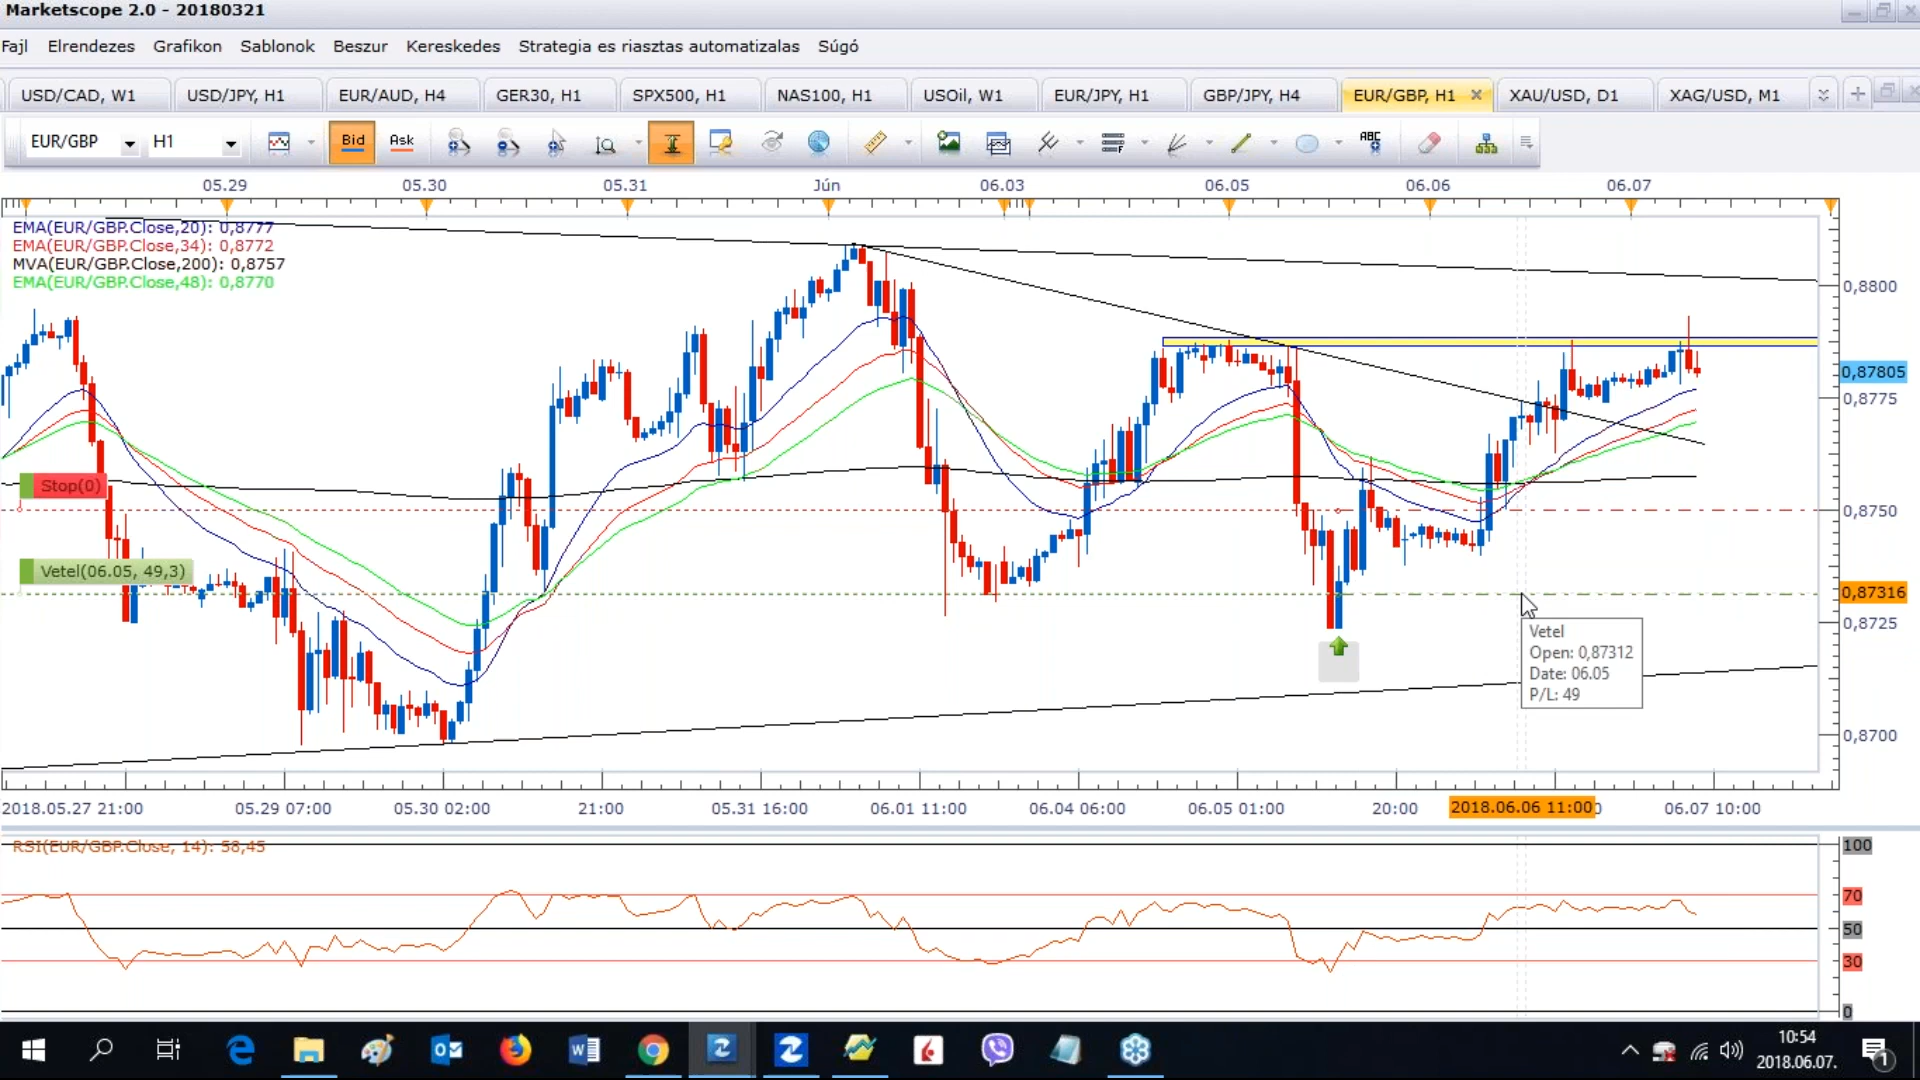 Marketscope 2.0 - 20180321
Fajl Elrendezes Grafikon Sablonok Beszur Kereskedes Strategia es riasztas automatizalas Súgó
USD/CAD, W1 USD/JPY, H1 EUR/AUD, H4 GER30, H1 SPX500, H1 NAS100, H1 USOil, W1 EUR/JPY, H1 GBP/JPY, H4 EUR/GBP, H1 XAU/USD, D1 XAG/USD, M1
EUR/GBP H1 Bid Ask ABC
05.29 05.30 05.31 Jún 06.03 06.05 06.06 06.07
EMA(EUR/GBP.Close,20): 0,8777
EMA(EUR/GBP.Close,34): 0,8772
MVA(EUR/GBP.Close,200): 0,8757
EMA(EUR/GBP.Close,48): 0,8770
0,8800
0,87805
0,8775
Stop(0)
0,8750
Vetel(06.05, 49,3)
0,87316
0,8725
Vetel
Open: 0,87312
Date: 06.05
P/L: 49
0,8700
2018.05.27 21:00 05.29 07:00 05.30 02:00 21:00 05.31 16:00 06.01 11:00 06.04 06:00 06.05 01:00 20:00 2018.06.06 11:00 06.07 10:00
RSI(EUR/GBP.Close, 14): 58,45
100
70
50
30
0
10:54
2018.06.07.
1